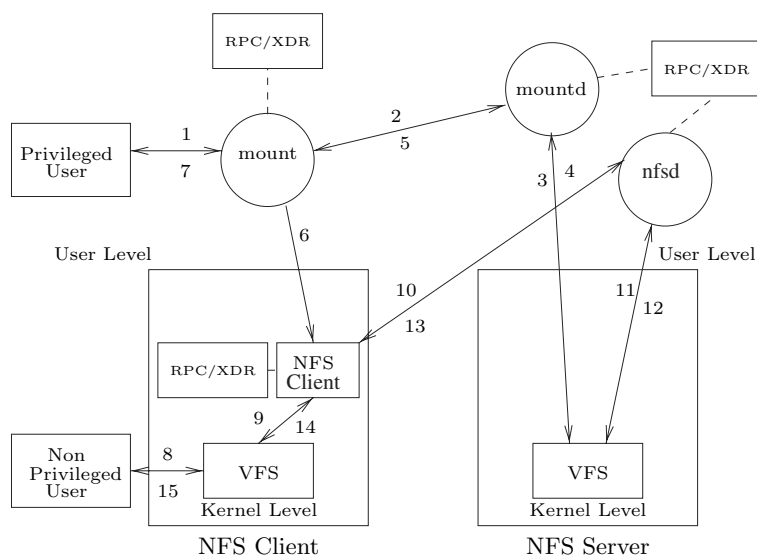 RPC/XDR
RPC/XDR
mountd
2
1
5
Privileged
User
mount
7
3
4
nfsd
6
User Level
User Level
10
11
12
13
RPC/XDR
NFS
Client
9
14
Non
Privileged
User
8
15
VFS
VFS
Kernel Level
Kernel Level
NFS Client
NFS Server